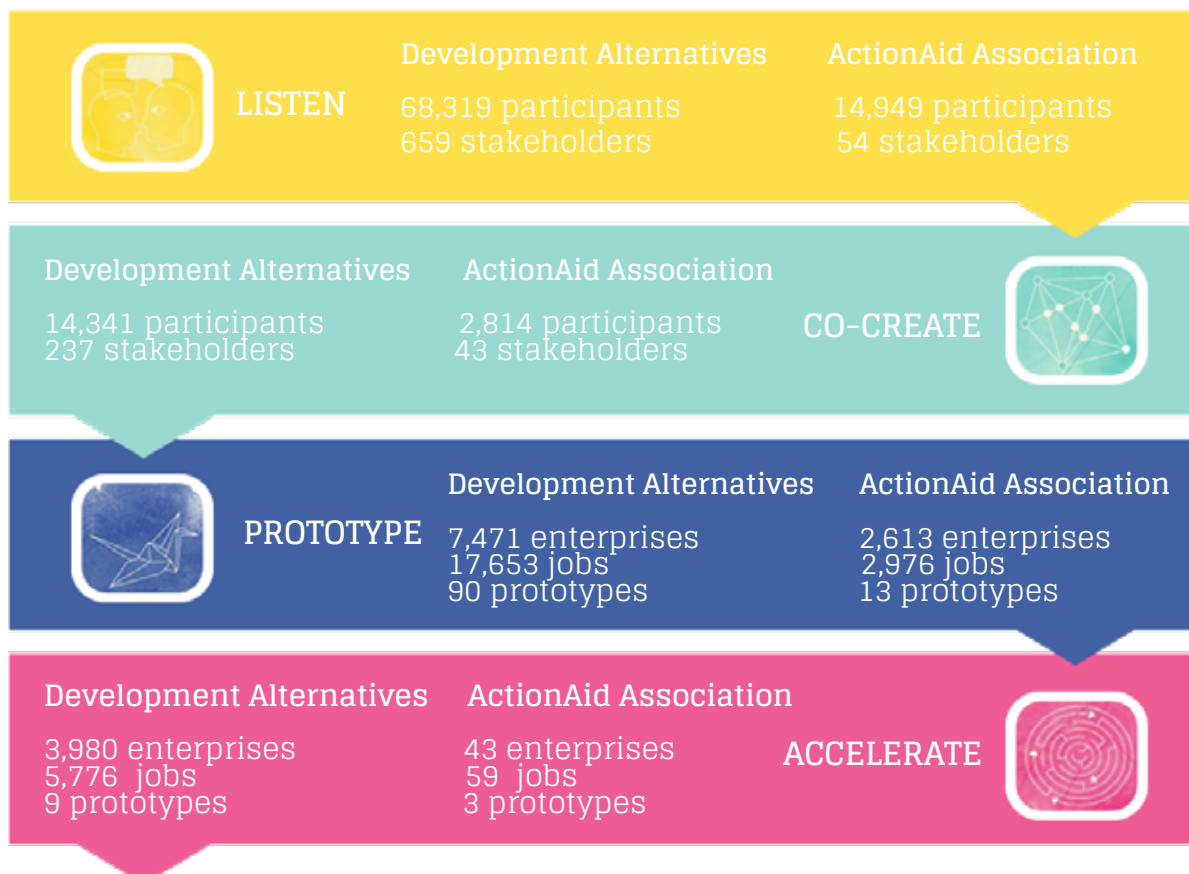 LISTEN
Development Alternatives
68,319 participants
659 stakeholders
ActionAid Association
14,949 participants
54 stakeholders
Development Alternatives
14,341 participants
237 stakeholders
ActionAid Association
2,814 participants
43 stakeholders
CO-CREATE
PROTOTYPE
Development Alternatives
7,471 enterprises
17,653 jobs
90 prototypes
ActionAid Association
2,613 enterprises
2,976 jobs
13 prototypes
Development Alternatives
3,980 enterprises
5,776 jobs
9 prototypes
ActionAid Association
43 enterprises
59 jobs
3 prototypes
ACCELERATE